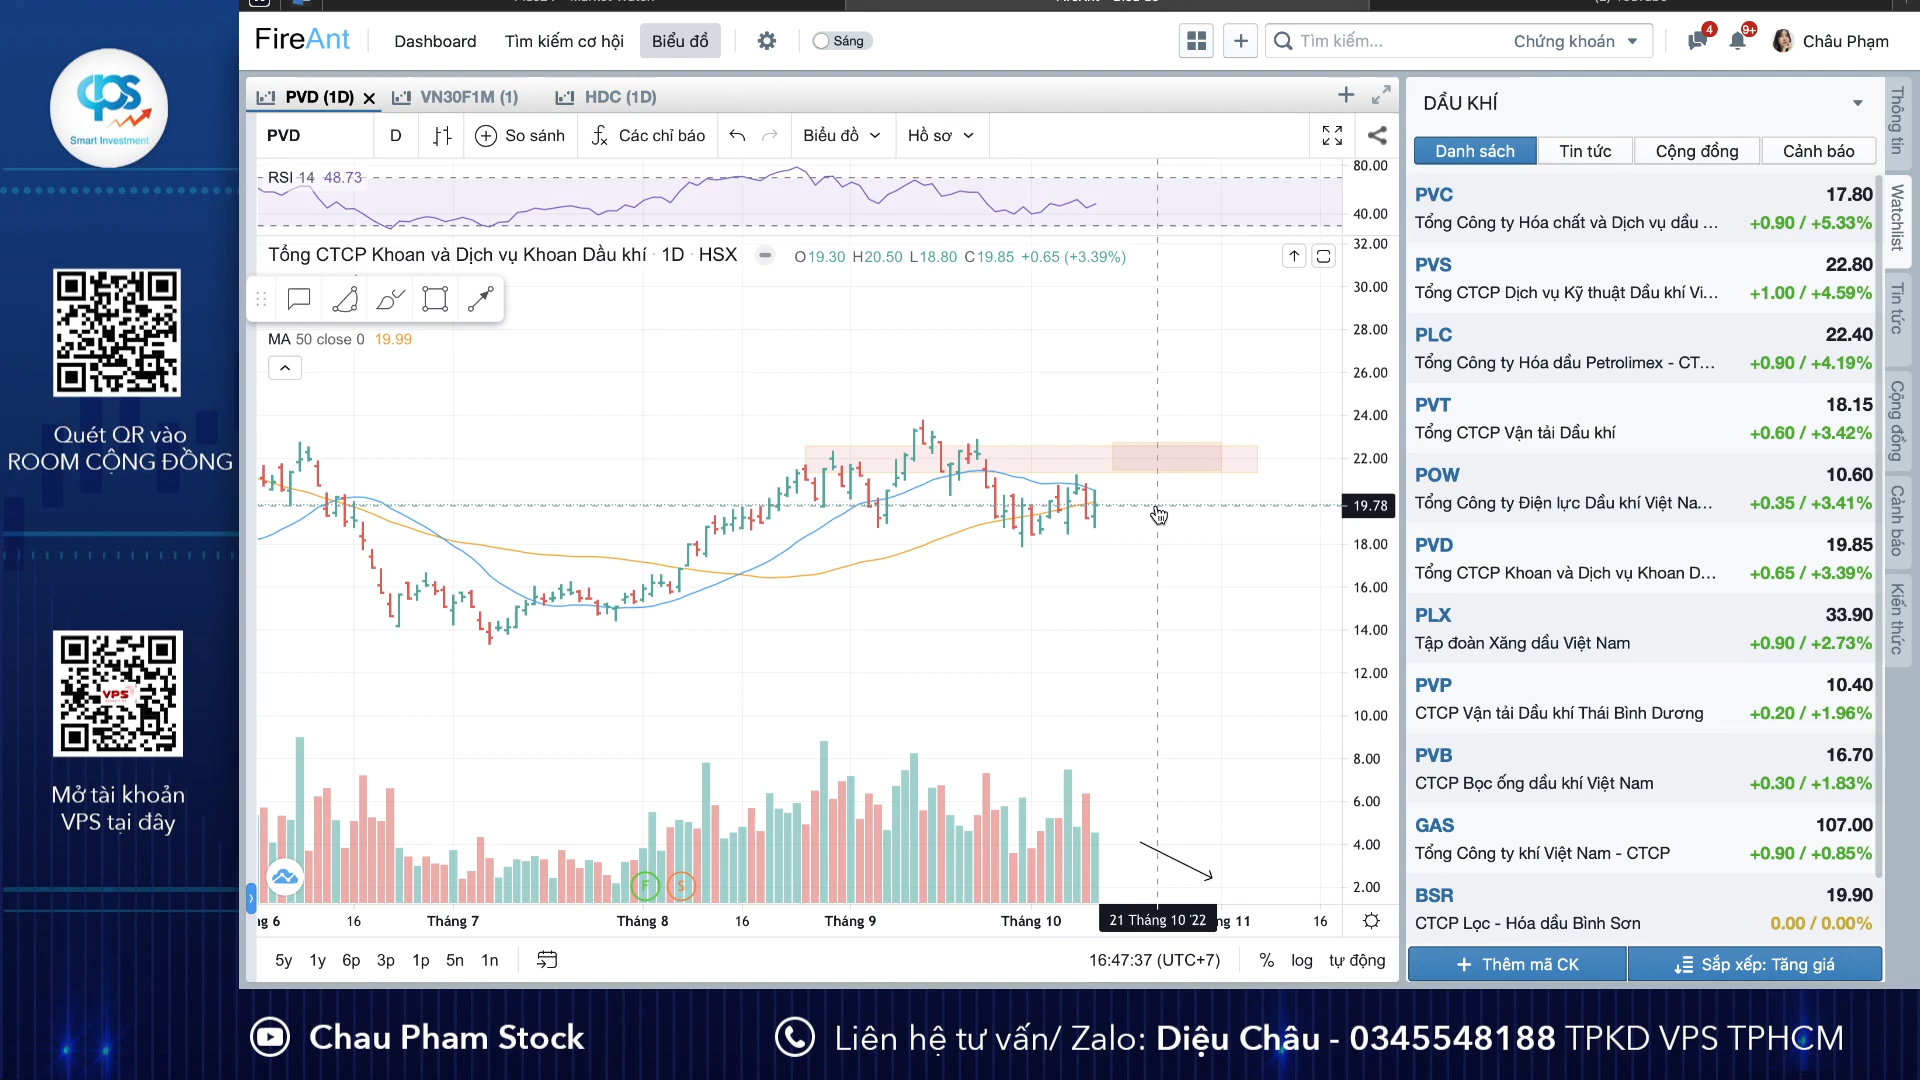 FireAnt
Dashboard
Tìm kiếm cơ hội
Biểu đồ
Sáng
Tìm kiếm...
Chứng khoán
4
9+
Châu Phạm
cps
Smart Investment
Quét QR vào
ROOM CỘNG ĐỒNG
VPS
Mở tài khoản
VPS tại đây
PVD (1D)
VN30F1M (1)
HDC (1D)
PVD
D
So sánh
Các chỉ báo
Biểu đồ
Hồ sơ
RSI 14 48.73
80.00
40.00
Tổng CTCP Khoan và Dịch vụ Khoan Dầu khí · 1D · HSX
O19.30 H20.50 L18.80 C19.85 +0.65 (+3.39%)
MA 50 close 0 19.99
32.00
30.00
28.00
26.00
24.00
22.00
19.78
18.00
16.00
14.00
12.00
10.00
8.00
6.00
4.00
2.00
F
S
ng 6
16
Tháng 7
Tháng 8
16
Tháng 9
Tháng 10
21 Tháng 10 '22
ng 11
16
5y
1y
6p
3p
1p
5n
1n
16:47:37 (UTC+7)
%
log
tự động
DẦU KHÍ
Danh sách
Tin tức
Cộng đồng
Cảnh báo
PVC 17.80
Tổng Công ty Hóa chất và Dịch vụ dầu ... +0.90 / +5.33%
PVS 22.80
Tổng CTCP Dịch vụ Kỹ thuật Dầu khí Vi... +1.00 / +4.59%
PLC 22.40
Tổng Công ty Hóa dầu Petrolimex - CT... +0.90 / +4.19%
PVT 18.15
Tổng CTCP Vận tải Dầu khí +0.60 / +3.42%
POW 10.60
Tổng Công ty Điện lực Dầu khí Việt Na... +0.35 / +3.41%
PVD 19.85
Tổng CTCP Khoan và Dịch vụ Khoan D... +0.65 / +3.39%
PLX 33.90
Tập đoàn Xăng dầu Việt Nam +0.90 / +2.73%
PVP 10.40
CTCP Vận tải Dầu khí Thái Bình Dương +0.20 / +1.96%
PVB 16.70
CTCP Bọc ống dầu khí Việt Nam +0.30 / +1.83%
GAS 107.00
Tổng Công ty khí Việt Nam - CTCP +0.90 / +0.85%
BSR 19.90
CTCP Lọc - Hóa dầu Bình Sơn 0.00 / 0.00%
Thêm mã CK
Sắp xếp: Tăng giá
Thông tin
Watchlist
Tin tức
Cộng đồng
Cảnh báo
Kiến thức
Chau Pham Stock
Liên hệ tư vấn/ Zalo: Diệu Châu - 0345548188 TPKD VPS TPHCM